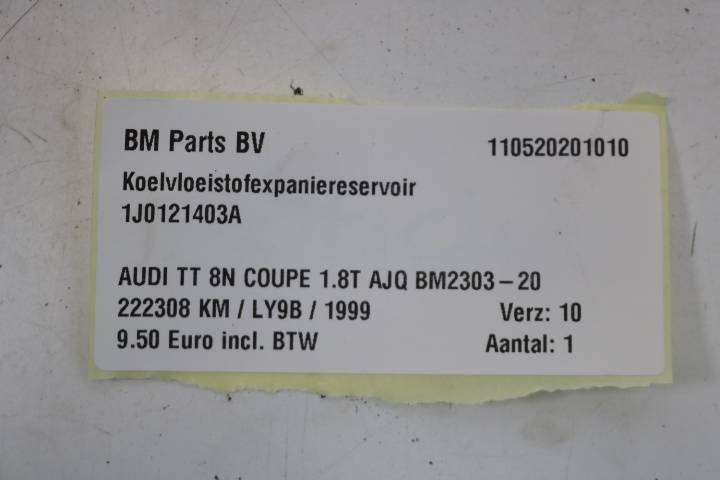 BM Parts BV 110520201010
Koelvloeistofexpaniereservoir
1J0121403A
AUDI TT 8N COUPE 1.8T AJQ BM2303-20
222308 KM / LY9B / 1999 Verz: 10
9.50 Euro incl. BTW Aantal: 1